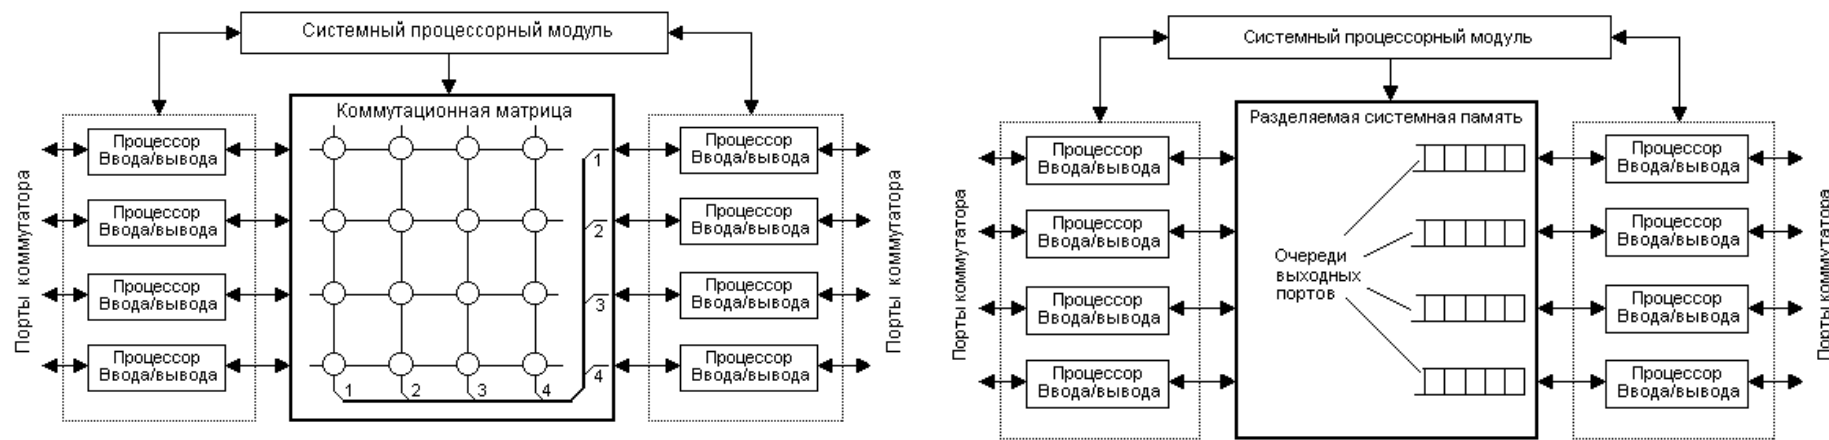 Системный процессорный модуль
Коммутационная матрица
Порты коммутатора
Процессор
Ввода/вывода
Процессор
Ввода/вывода
Процессор
Ввода/вывода
Процессор
Ввода/вывода
1
2
3
4
1
2
3
4
Процессор
Ввода/вывода
Процессор
Ввода/вывода
Процессор
Ввода/вывода
Процессор
Ввода/вывода
Порты коммутатора
Системный процессорный модуль
Разделяемая системная память
Порты коммутатора
Процессор
Ввода/вывода
Процессор
Ввода/вывода
Процессор
Ввода/вывода
Процессор
Ввода/вывода
Очереди
выходных
портов
Процессор
Ввода/вывода
Процессор
Ввода/вывода
Процессор
Ввода/вывода
Процессор
Ввода/вывода
Порты коммутатора